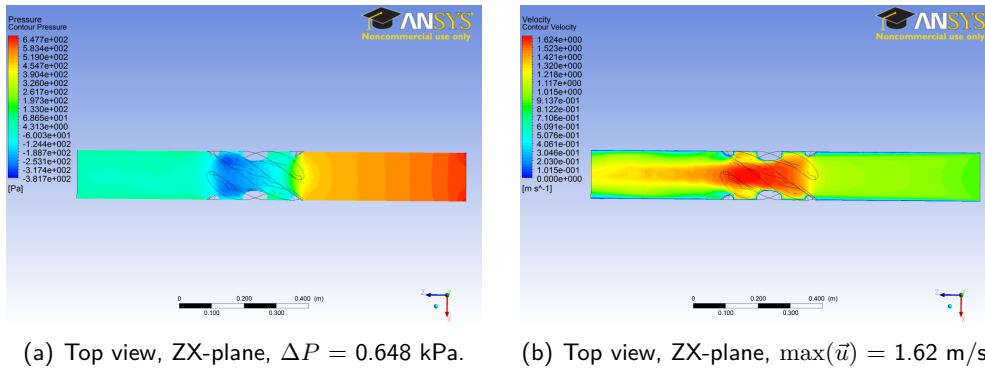 Pressure
Contour Pressure
6.477e+002
5.834e+002
5.190e+002
4.547e+002
3.904e+002
3.260e+002
2.617e+002
1.973e+002
1.330e+002
6.865e+001
4.313e+000
-6.003e+001
-1.244e+002
-1.887e+002
-2.531e+002
-3.174e+002
-3.817e+002
[Pa]
ANSYS
Noncommercial use only
0 0.200 0.400 (m)
0.100 0.300
Z
X
(a) Top view, ZX-plane, ΔP = 0.648 kPa.
Velocity
Contour Velocity
1.624e+000
1.523e+000
1.421e+000
1.320e+000
1.218e+000
1.117e+000
1.015e+000
9.137e-001
8.122e-001
7.106e-001
6.091e-001
5.076e-001
4.061e-001
3.046e-001
2.030e-001
1.015e-001
0.000e+000
[m s^-1]
ANSYS
Noncommercial use only
0 0.200 0.400 (m)
0.100 0.300
Z
X
(b) Top view, ZX-plane, max(u⃗) = 1.62 m/s